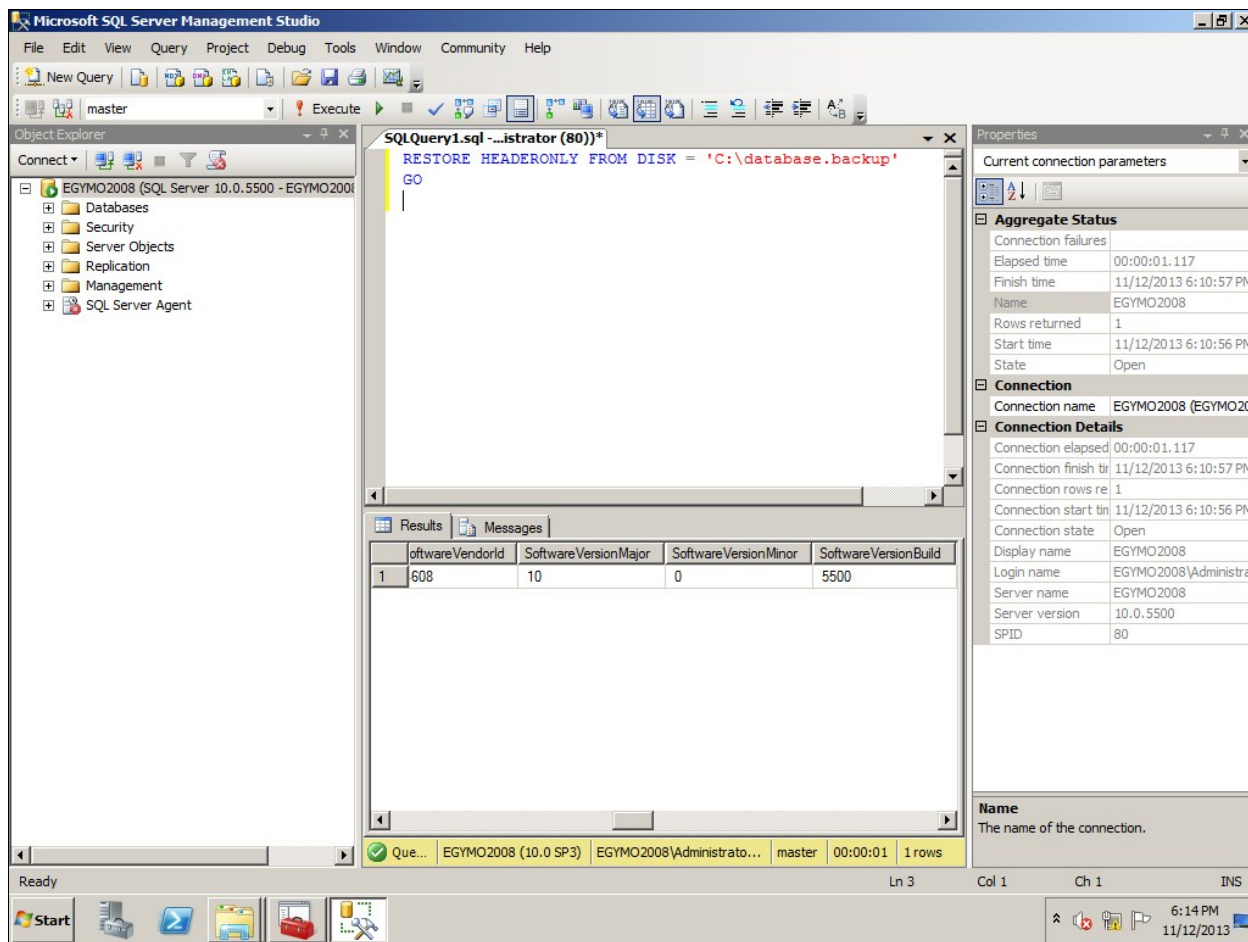 Microsoft SQL Server Management Studio
File Edit View Query Project Debug Tools Window Community Help
New Query
master Execute
Object Explorer
Connect
EGYMO2008 (SQL Server 10.0.5500 - EGYMO2008
Databases
Security
Server Objects
Replication
Management
SQL Server Agent
SQLQuery1.sql -...istrator (80))*
RESTORE HEADERONLY FROM DISK = 'C:\database.backup'
GO
Results Messages
oftwareVendorId SoftwareVersionMajor SoftwareVersionMinor SoftwareVersionBuild
1 608 10 0 5500
Que... EGYMO2008 (10.0 SP3) EGYMO2008\Administrato... master 00:00:01 1 rows
Properties
Current connection parameters
Aggregate Status
Connection failures
Elapsed time 00:00:01.117
Finish time 11/12/2013 6:10:57 PM
Name EGYMO2008
Rows returned 1
Start time 11/12/2013 6:10:56 PM
State Open
Connection
Connection name EGYMO2008 (EGYMO20
Connection Details
Connection elapsed 00:00:01.117
Connection finish tir 11/12/2013 6:10:57 PM
Connection rows re 1
Connection start tin 11/12/2013 6:10:56 PM
Connection state Open
Display name EGYMO2008
Login name EGYMO2008\Administra
Server name EGYMO2008
Server version 10.0.5500
SPID 80
Name
The name of the connection.
Ready Ln 3 Col 1 Ch 1 INS
Start 6:14 PM
11/12/2013